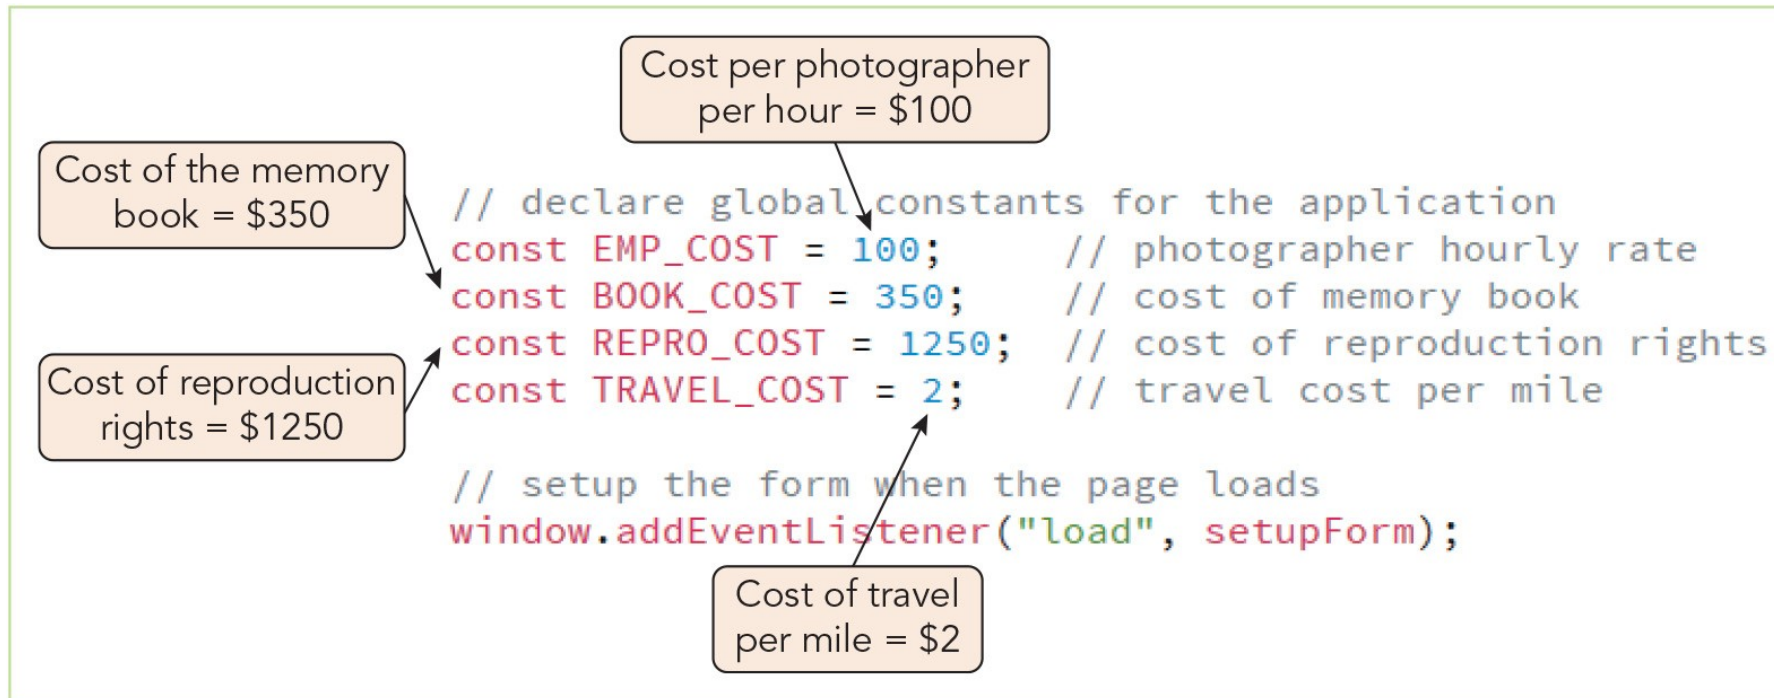 Cost per photographer
per hour = $100
Cost of the memory
book = $350
// declare global constants for the application
const EMP_COST = 100; // photographer hourly rate
const BOOK_COST = 350; // cost of memory book
const REPRO_COST = 1250; // cost of reproduction rights
const TRAVEL_COST = 2; // travel cost per mile
Cost of reproduction
rights = $1250
// setup the form when the page loads
window.addEventListener("load", setupForm);
Cost of travel
per mile = $2